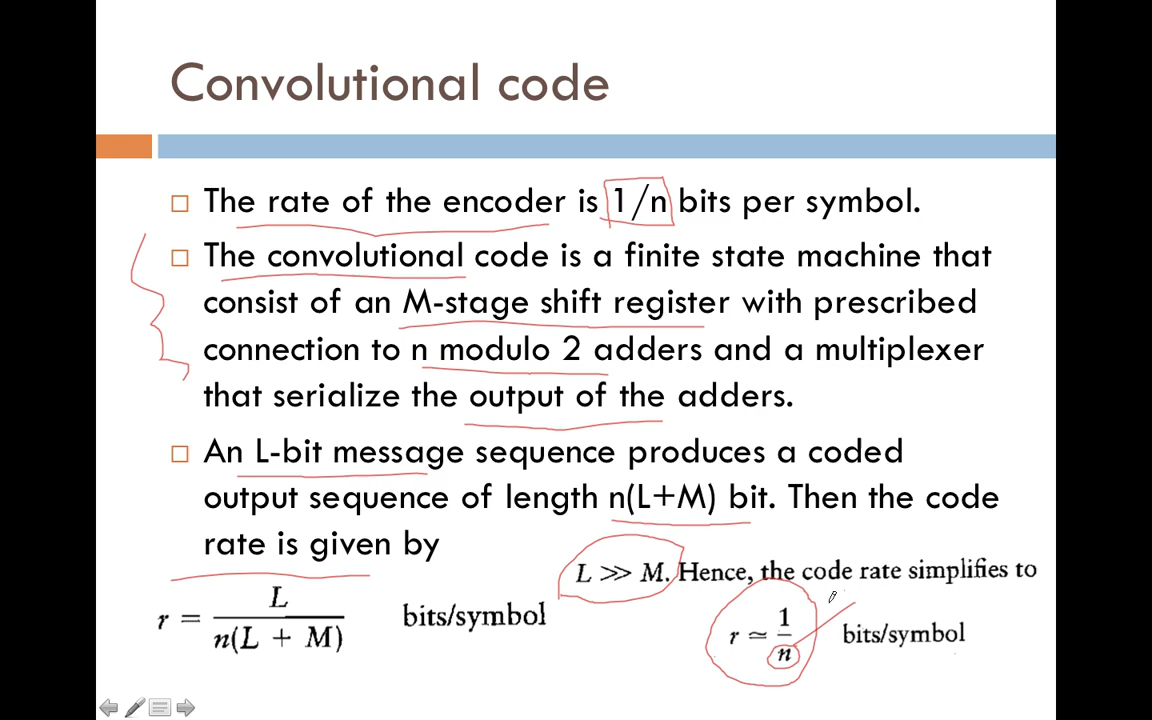 Convolutional code
The rate of the encoder is 1/n bits per symbol.
The convolutional code is a finite state machine that
consist of an M-stage shift register with prescribed
connection to n modulo 2 adders and a multiplexer
that serialize the output of the adders.
An L-bit message sequence produces a coded
output sequence of length n(L+M) bit. Then the code
rate is given by
L >> M. Hence, the code rate simplifies to
r = L / n(L + M) bits/symbol
r ≃ 1 / n bits/symbol